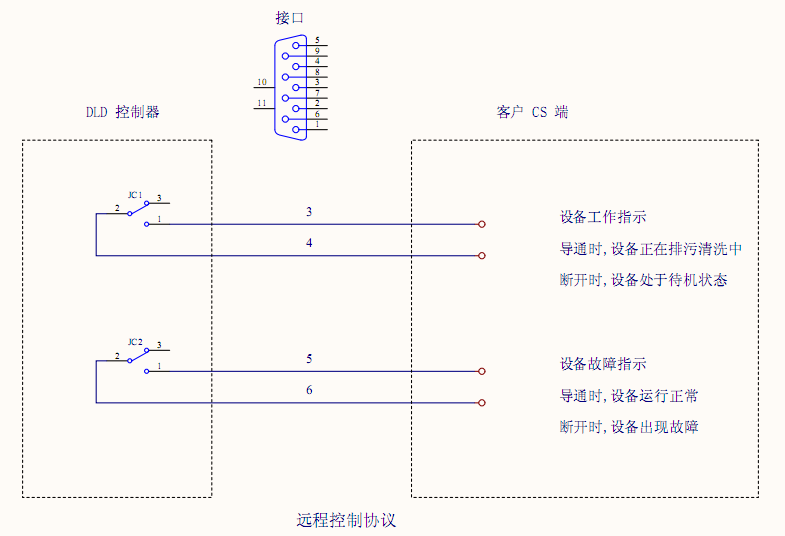 接口
5
9
4
8
3
7
2
6
1
10
11
DLD 控制器
客户 CS 端
JC1
3
2
1
3
4
设备工作指示
导通时,设备正在排污清洗中
断开时,设备处于待机状态
JC2
3
2
1
5
6
设备故障指示
导通时,设备运行正常
断开时,设备出现故障
远程控制协议